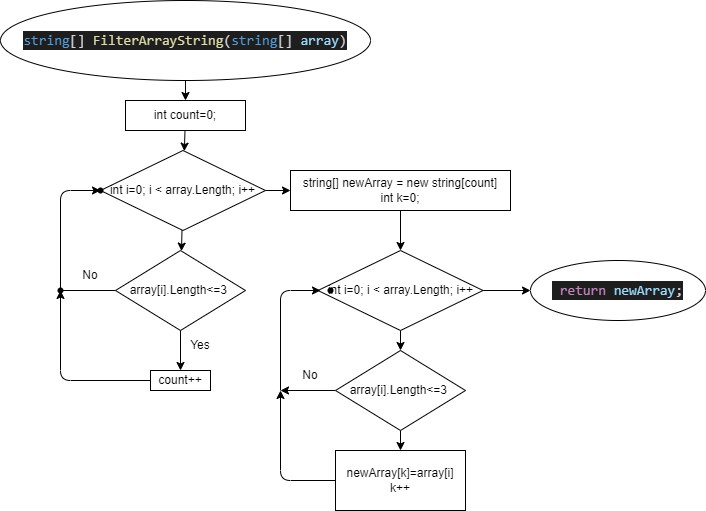 string[] FilterArrayString(string[] array)
int count=0;
int i=0; i < array.Length; i++
string[] newArray = new string[count]
int k=0;
No
array[i].Length<=3
int i=0; i < array.Length; i++
return newArray;
Yes
count++
No
array[i].Length<=3
newArray[k]=array[i]
k++